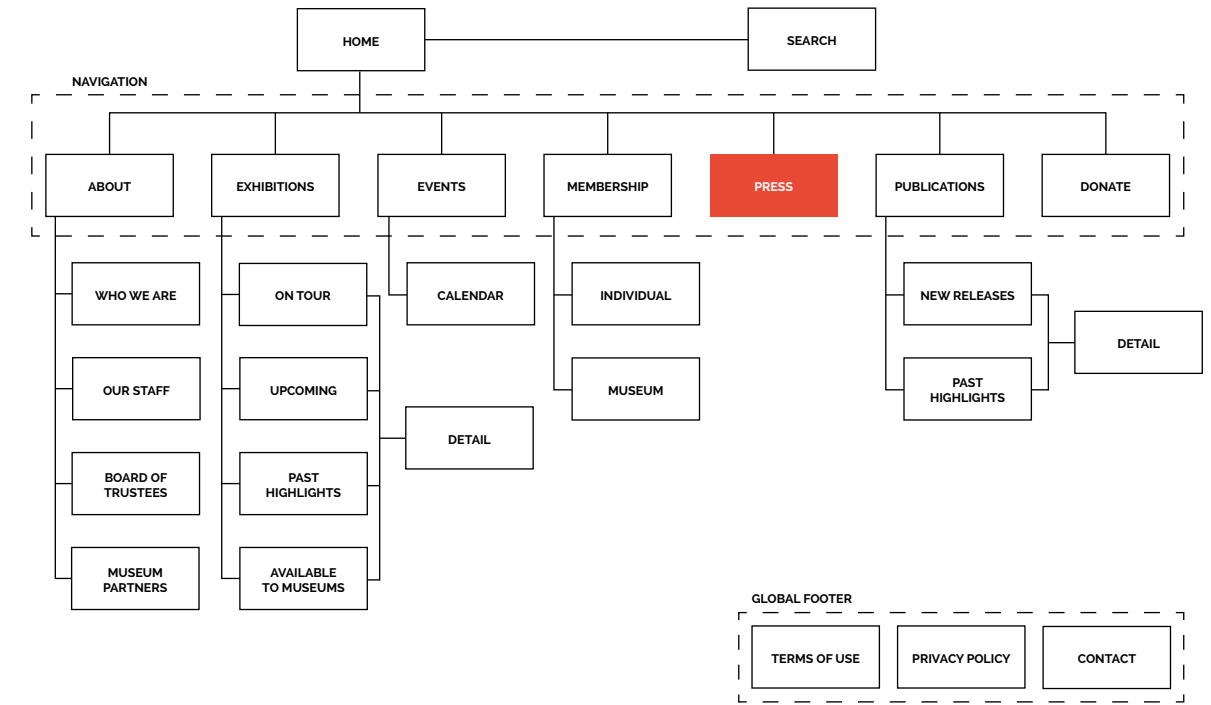 HOME
SEARCH
NAVIGATION
ABOUT
EXHIBITIONS
EVENTS
MEMBERSHIP
PRESS
PUBLICATIONS
DONATE
WHO WE ARE
ON TOUR
CALENDAR
INDIVIDUAL
NEW RELEASES
DETAIL
OUR STAFF
UPCOMING
MUSEUM
PAST
HIGHLIGHTS
DETAIL
BOARD OF
TRUSTEES
PAST
HIGHLIGHTS
MUSEUM
PARTNERS
AVAILABLE
TO MUSEUMS
GLOBAL FOOTER
TERMS OF USE
PRIVACY POLICY
CONTACT